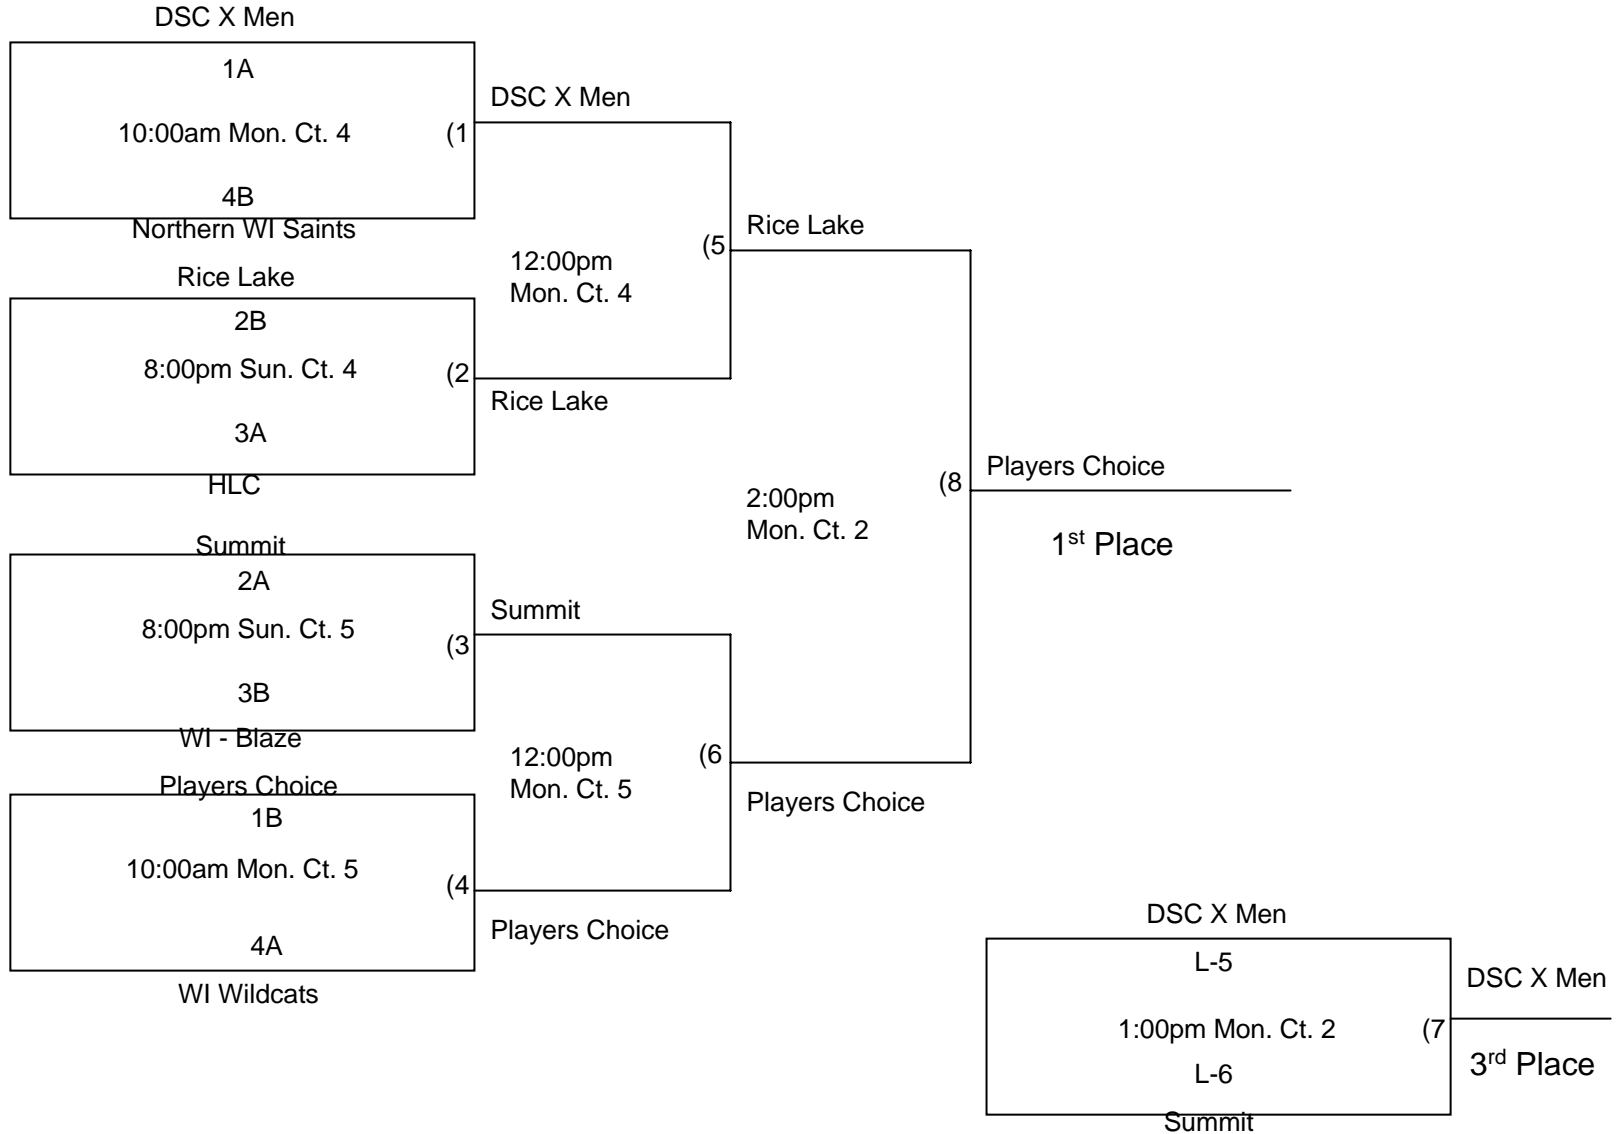 DSC X Men
1A
10:00am Mon. Ct. 4
(1
4B
Northern WI Saints
DSC X Men
Rice Lake
2B
8:00pm Sun. Ct. 4
(2
3A
HLC
Rice Lake
12:00pm
Mon. Ct. 4
(5
Rice Lake
Summit
2A
8:00pm Sun. Ct. 5
(3
3B
WI - Blaze
Summit
Players Choice
1B
10:00am Mon. Ct. 5
(4
4A
WI Wildcats
Players Choice
12:00pm
Mon. Ct. 5
(6
Players Choice
2:00pm
Mon. Ct. 2
(8
Players Choice
1st Place
DSC X Men
L-5
1:00pm Mon. Ct. 2
(7
L-6
Summit
DSC X Men
3rd Place